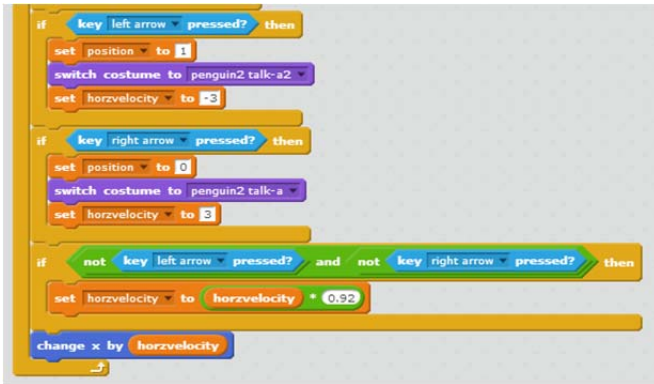 if key left arrow pressed? then
set position to 1
switch costume to penguin2 talk-a2
set horzvelocity to -3
if key right arrow pressed? then
set position to 0
switch costume to penguin2 talk-a
set horzvelocity to 3
if not key left arrow pressed? and not key right arrow pressed? then
set horzvelocity to horzvelocity * 0.92
change x by horzvelocity